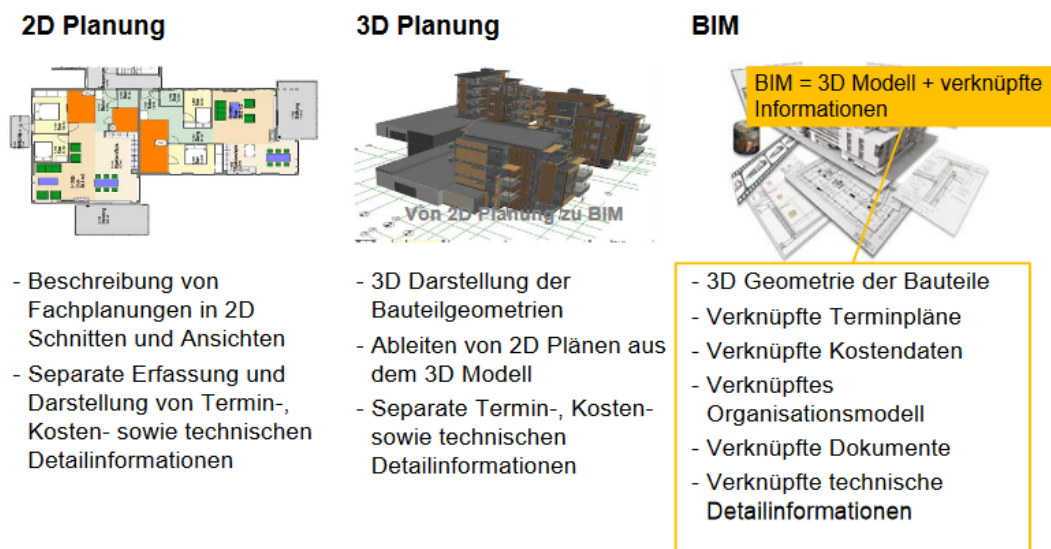 2D Planung
3D Planung
BIM
BIM = 3D Modell + verknüpfte
Informationen
Von 2D Planung zu BIM
- Beschreibung von
Fachplanungen in 2D
Schnitten und Ansichten
- Separate Erfassung und
Darstellung von Termin-,
Kosten- sowie technischen
Detailinformationen
- 3D Darstellung der
Bauteilgeometrien
- Ableiten von 2D Plänen aus
dem 3D Modell
- Separate Termin-, Kosten-
sowie technischen
Detailinformationen
- 3D Geometrie der Bauteile
- Verknüpfte Terminpläne
- Verknüpfte Kostendaten
- Verknüpftes
Organisationsmodell
- Verknüpfte Dokumente
- Verknüpfte technische
Detailinformationen